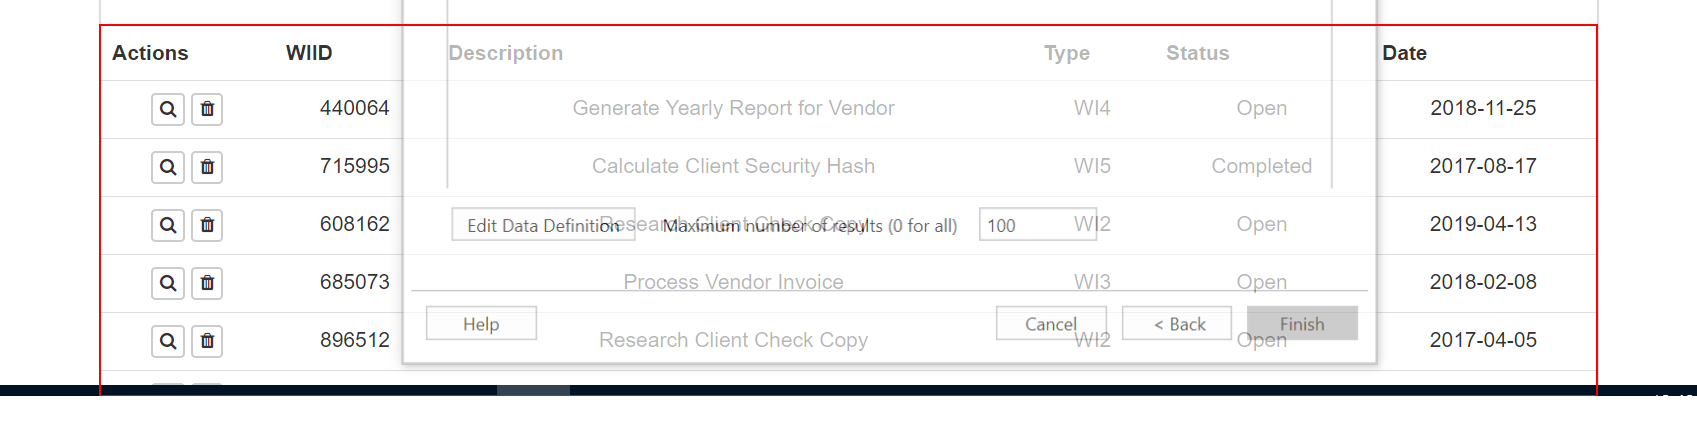 Actions WIID Description Type Status Date
440064 Generate Yearly Report for Vendor WI4 Open 2018-11-25
715995 Calculate Client Security Hash WI5 Completed 2017-08-17
608162 Research Client Check Copy WI2 Open 2019-04-13
Edit Data Definition Maximum number of results (0 for all) 100
685073 Process Vendor Invoice WI3 Open 2018-02-08
Help Cancel < Back Finish
896512 Research Client Check Copy WI2 Open 2017-04-05